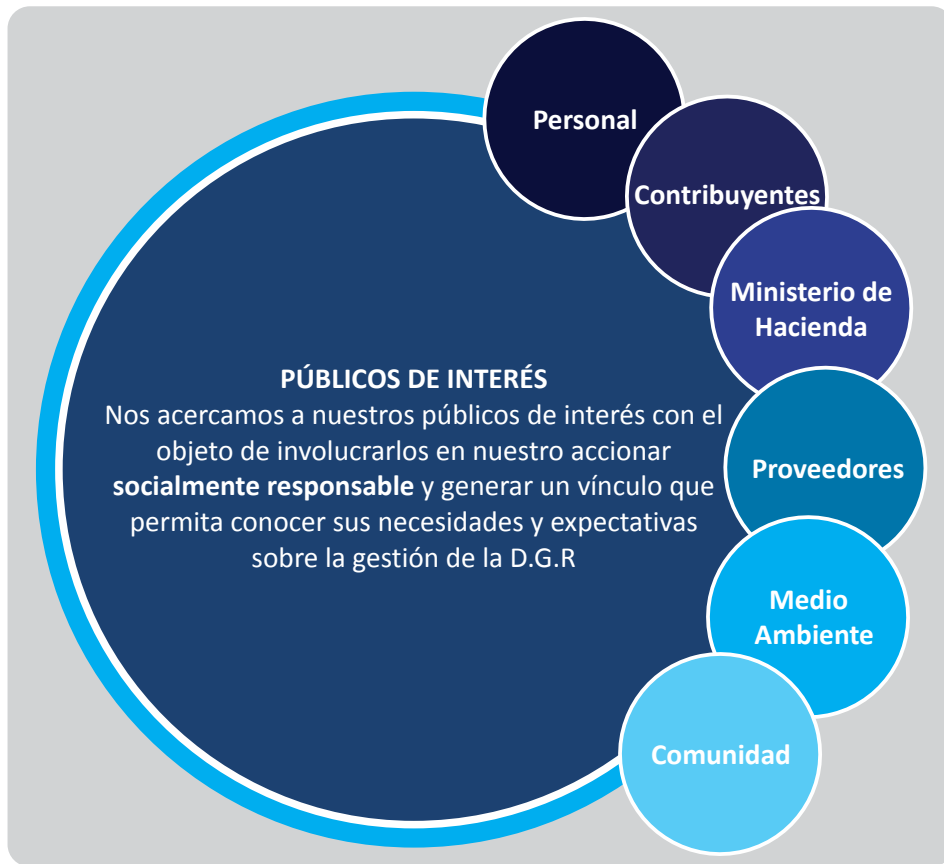 Personal
Contribuyentes
Ministerio de
Hacienda
PÚBLICOS DE INTERÉS
Nos acercamos a nuestros públicos de interés con el
objeto de involucrarlos en nuestro accionar
socialmente responsable y generar un vínculo que
permita conocer sus necesidades y expectativas
sobre la gestión de la D.G.R
Proveedores
Medio
Ambiente
Comunidad